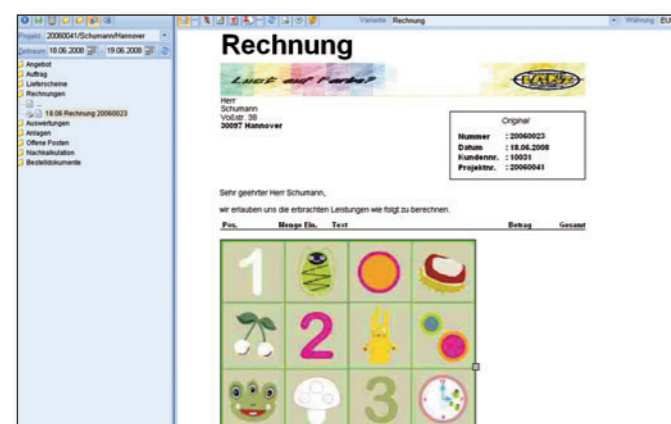 Variante Rechnung
Währung EU
Projekt 20060041/Schumann/Hannover
Zeitraum 18.06.2008 19.06.2008
Angebot
Auftrag
Lieferscheine
Rechnungen
..
18.06 Rechnung 20060023
Auswertungen
Anlagen
Offene Posten
Nachkalkulation
Bestelldokumente
Rechnung
Lust auf Farbe?
Herr
Schumann
Voßstr. 38
30097 Hannover
Original
Nummer : 20060023
Datum : 18.06.2008
Kundennr. : 10031
Projektnr. : 20060041
Sehr geehrter Herr Schumann,
wir erlauben uns die erbrachten Leistungen wie folgt zu berechnen.
Pos. Menge Ein. Text Betrag Gesamt
1
2
3